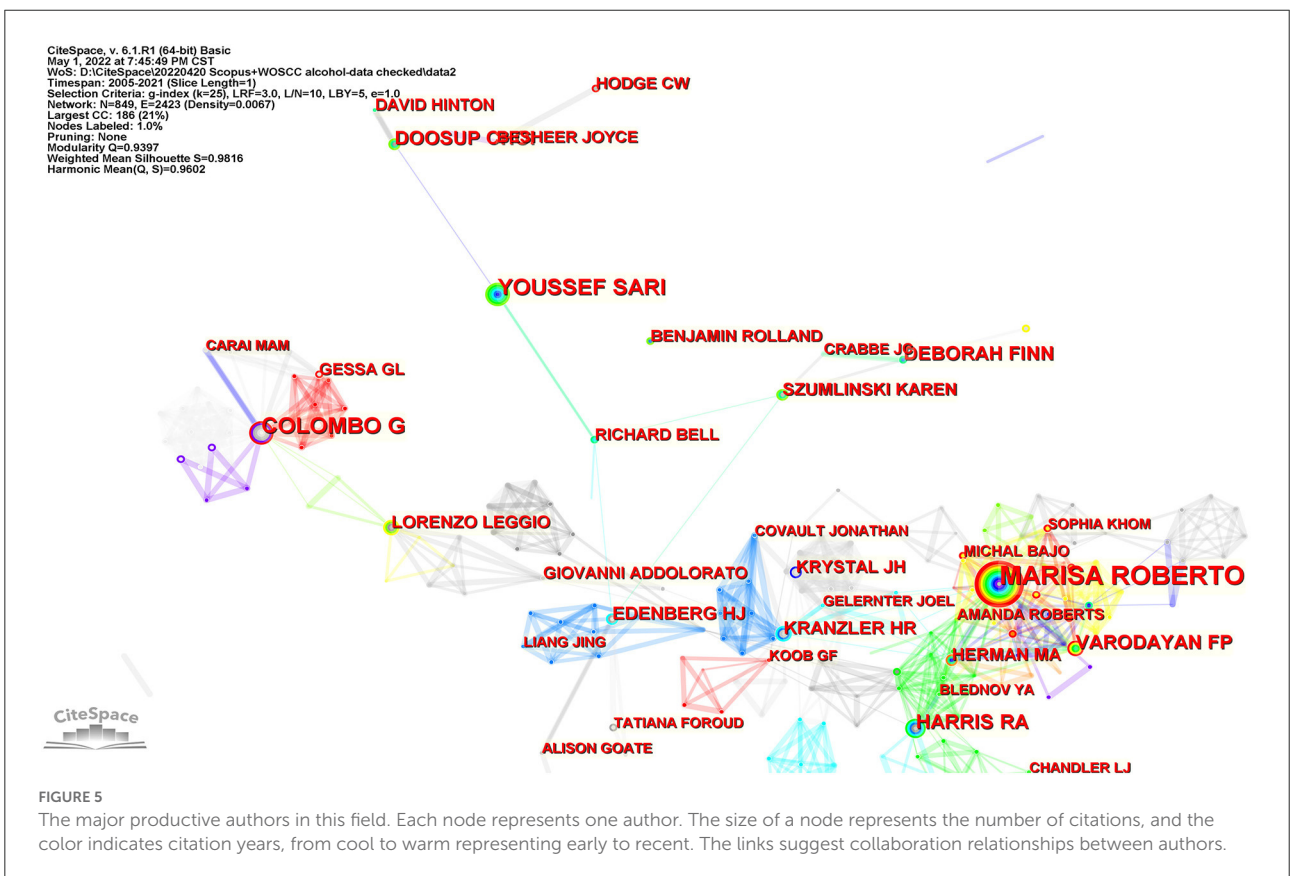 CiteSpace, v. 6.1.R1 (64-bit) Basic
May 1, 2022 at 7:45:49 PM CST
WoS: D:\CiteSpace\20220420 Scopus+WOSCC alcohol-data checked\data2
Timespan: 2005-2021 (Slice Length=1)
Selection Criteria: g-index (k=25), LRF=3.0, L/N=10, LBY=5, e=1.0
Network: N=849, E=2423 (Density=0.0067)
Largest CC: 186 (21%)
Nodes Labeled: 1.0%
Pruning: None
Modularity Q=0.9397
Weighted Mean Silhouette S=0.9816
Harmonic Mean(Q, S)=0.9602
HODGE CW
DAVID HINTON
DOOSUP
JOYCE
YOUSSEF SARI
BENJAMIN ROLLAND
CARAI MAM
CRABBE JC
DEBORAH FINN
GESSA GL
SZUMLINSKI KAREN
COLOMBO G
RICHARD BELL
LORENZO LEGGIO
COVAULT JONATHAN
SOPHIA KHOM
MICHAL BAJO
GIOVANNI ADDOLORATO
KRYSTAL JH
MARISA ROBERTO
GELERNTER JOEL
EDENBERG HJ
AMANDA ROBERTS
KRANZLER HR
LIANG JING
VARODAYAN FP
KOOB GF
HERMAN MA
BLEDNOV YA
TATIANA FOROUD
HARRIS RA
ALISON GOATE
CHANDLER LJ
CiteSpace
FIGURE 5
The major productive authors in this field. Each node represents one author. The size of a node represents the number of citations, and the
color indicates citation years, from cool to warm representing early to recent. The links suggest collaboration relationships between authors.